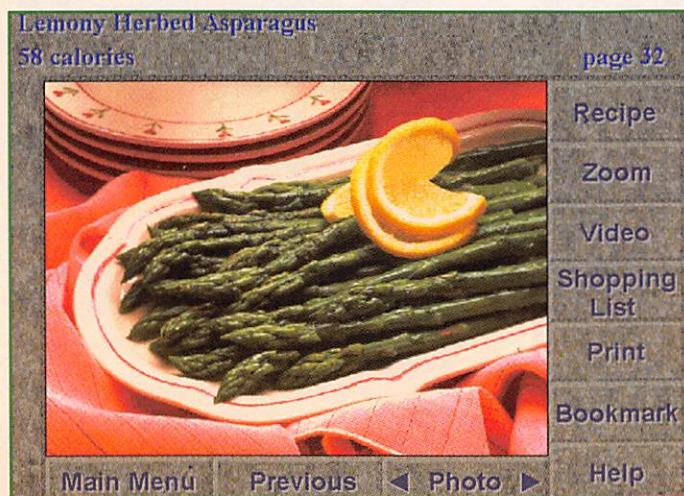 Lemony Herbed Asparagus
58 calories
page 32
Recipe
Zoom
Video
Shopping
List
Print
Bookmark
Help
Main Menu
Previous
◀ Photo ▶